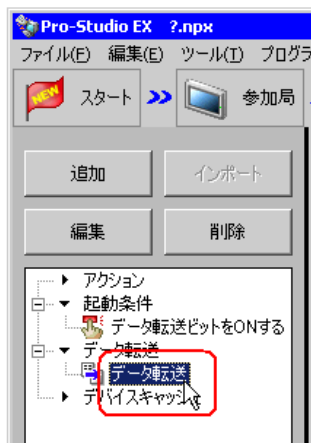 Pro-Studio EX ?.npx
ファイル(F) 編集(E) ツール(T) プログラ
NEW スタート 参加局
追加 インポート
編集 削除
アクション
起動条件
データ転送ビットをONする
データ転送
データ転送
デバイスキャッシュ